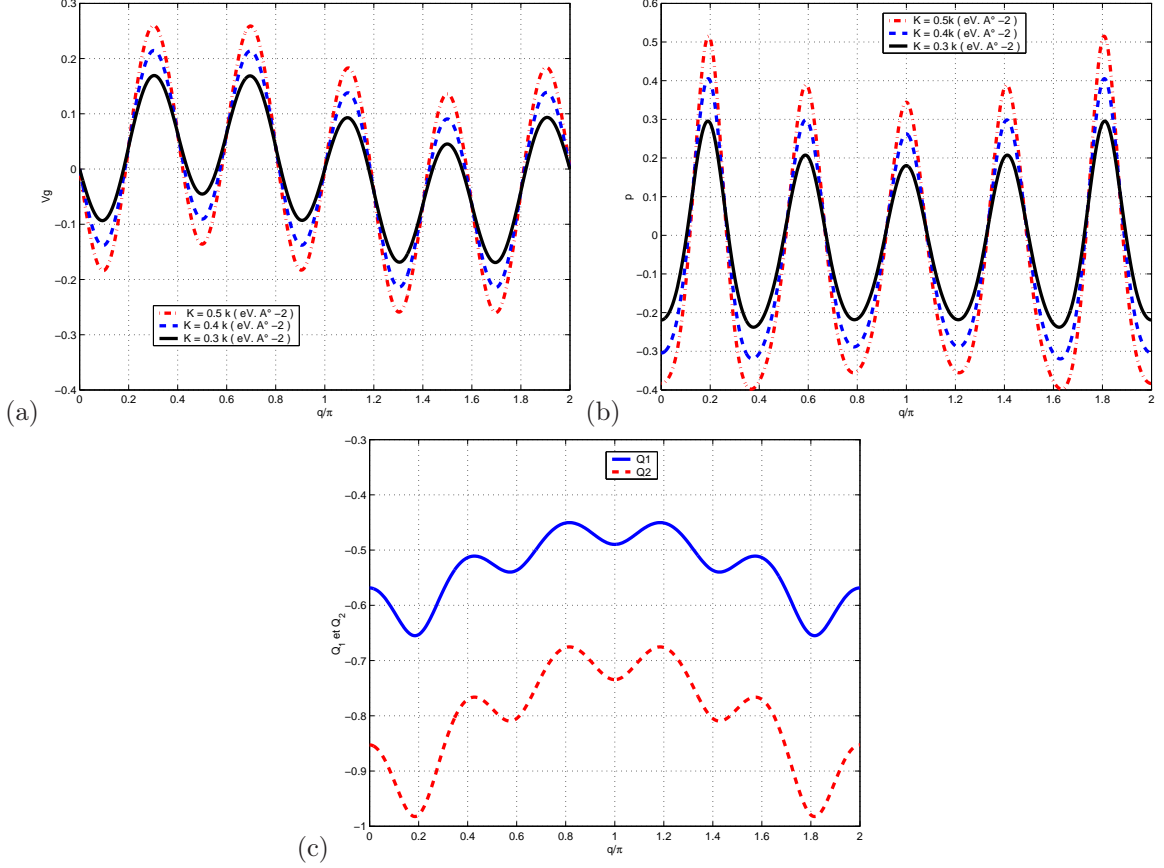 0.3
0.2
0.1
0
−0.1
−0.2
−0.3
−0.4
Vg
0 0.2 0.4 0.6 0.8 1 1.2 1.4 1.6 1.8 2
q/π
K = 0.5 k ( eV. A° −2 )
K = 0.4 k ( eV. A° −2 )
K = 0.3 k ( eV. A° −2 )
(a)
0.6
0.5
0.4
0.3
0.2
0.1
0
−0.1
−0.2
−0.3
−0.4
p
0 0.2 0.4 0.6 0.8 1 1.2 1.4 1.6 1.8 2
q/π
K = 0.5k ( eV. A° −2 )
K = 0.4k ( eV. A° −2 )
K = 0.3 k ( eV. A° −2 )
(b)
−0.3
−0.4
−0.5
−0.6
−0.7
−0.8
−0.9
−1
Q1 et Q2
0 0.2 0.4 0.6 0.8 1 1.2 1.4 1.6 1.8 2
q/π
Q1
Q2
(c)